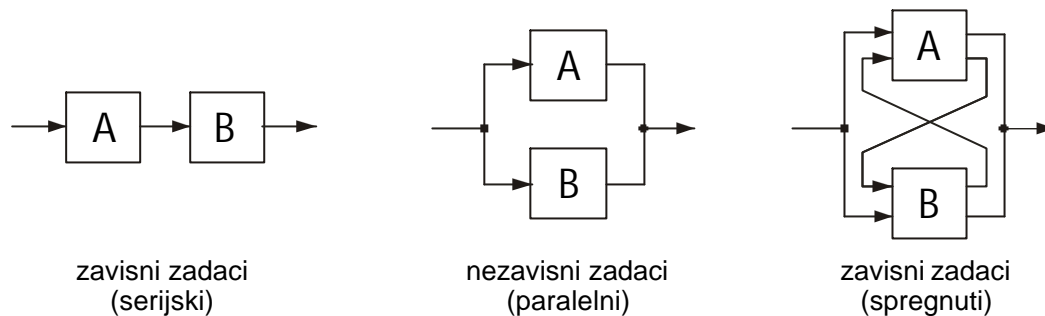 A B
zavisni zadaci
(serijski)
A
B
nezavisni zadaci
(paralelni)
A
B
zavisni zadaci
(spregnuti)